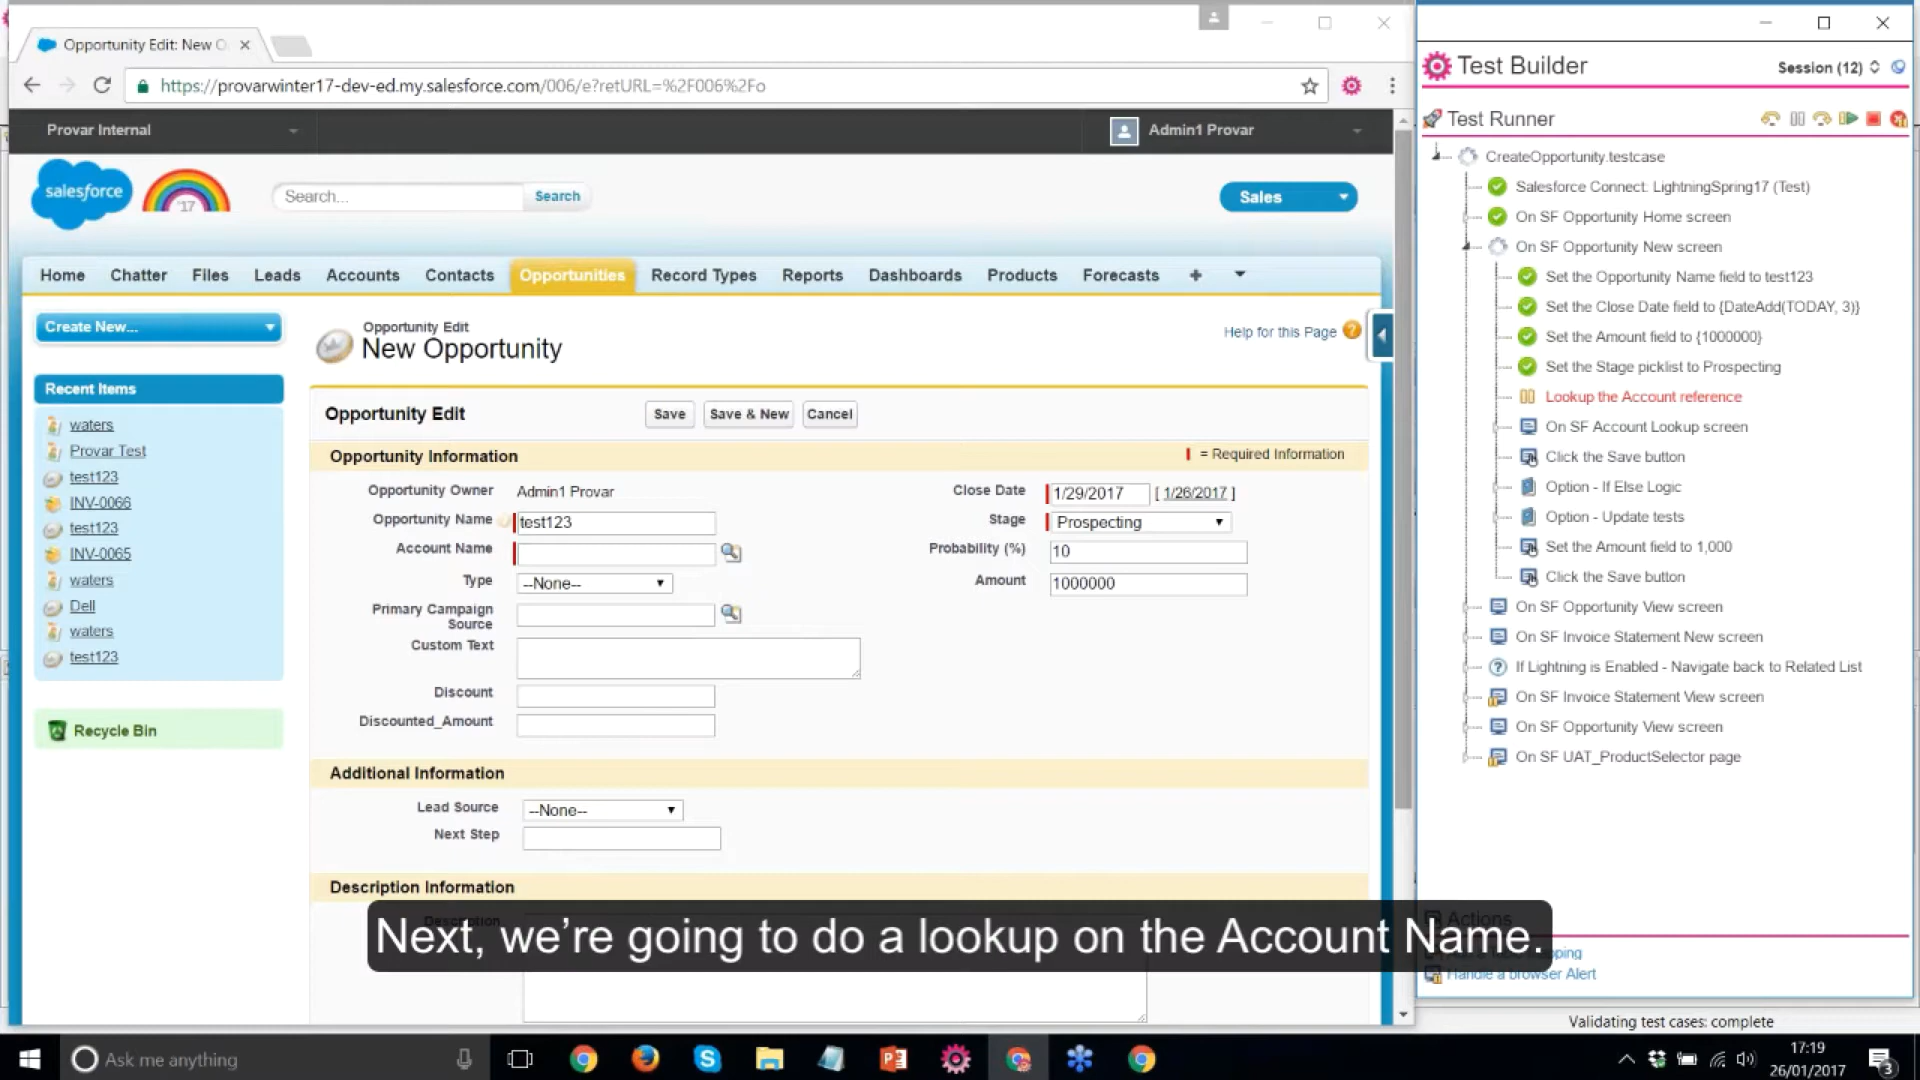 Opportunity Edit: New O
https://provarwinter17-dev-ed.my.salesforce.com/006/e?retURL=%2F006%2Fo
Provar Internal
Admin1 Provar
salesforce
'17
Search...
Search
Sales
Home Chatter Files Leads Accounts Contacts Opportunities Record Types Reports Dashboards Products Forecasts +
Create New...
Recent Items
waters
Provar Test
test123
INV-0066
test123
INV-0065
waters
Dell
waters
test123
Recycle Bin
Opportunity Edit
New Opportunity
Help for this Page ?
Opportunity Edit
Save
Save & New
Cancel
Opportunity Information
= Required Information
Opportunity Owner Admin1 Provar
Close Date 1/29/2017 [ 1/26/2017 ]
Opportunity Name test123
Stage Prospecting
Account Name
Probability (%) 10
Type --None--
Amount 1000000
Primary Campaign
Source
Custom Text
Discount
Discounted_Amount
Additional Information
Lead Source --None--
Next Step
Description Information
Description
Next, we're going to do a lookup on the Account Name.
Test Builder
Session (12)
Test Runner
CreateOpportunity.testcase
Salesforce Connect: LightningSpring17 (Test)
On SF Opportunity Home screen
On SF Opportunity New screen
Set the Opportunity Name field to test123
Set the Close Date field to {DateAdd(TODAY, 3)}
Set the Amount field to {1000000}
Set the Stage picklist to Prospecting
Lookup the Account reference
On SF Account Lookup screen
Click the Save button
Option - If Else Logic
Option - Update tests
Set the Amount field to 1,000
Click the Save button
On SF Opportunity View screen
On SF Invoice Statement New screen
If Lightning is Enabled - Navigate back to Related List
On SF Invoice Statement View screen
On SF Opportunity View screen
On SF UAT_ProductSelector page
Actions
Handle a browser Alert
Validating test cases: complete
Ask me anything
17:19
26/01/2017
3